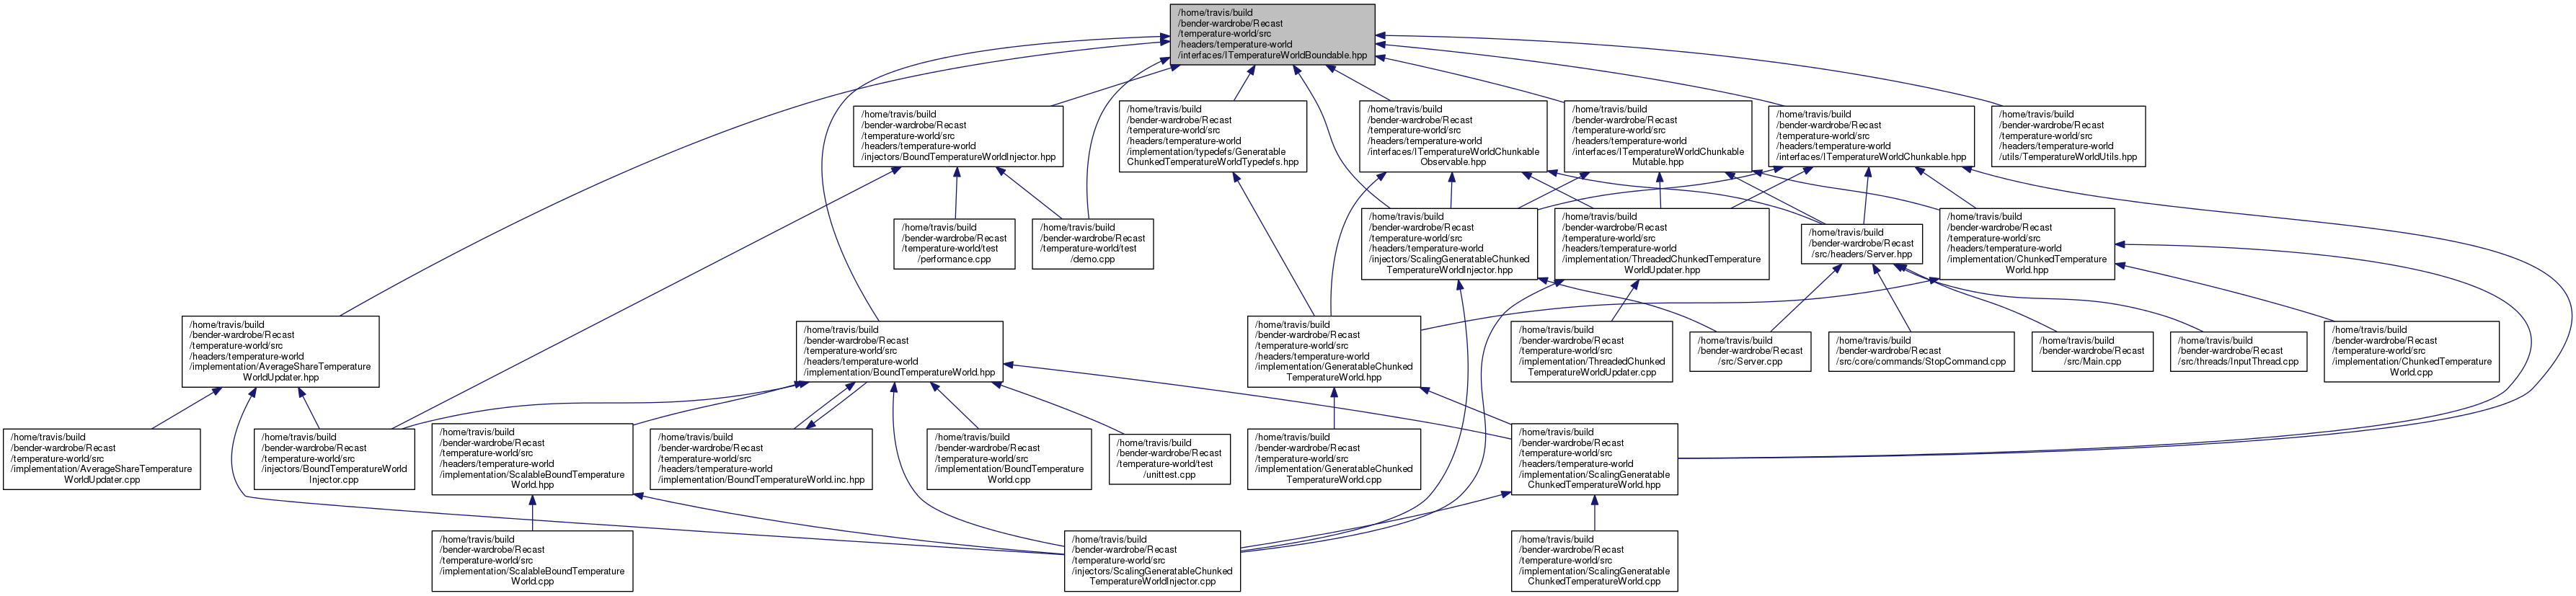 /home/travis/build
/bender-wardrobe/Recast
/temperature-world/src
/headers/temperature-world
/interfaces/ITemperatureWorldBoundable.hpp
/home/travis/build
/bender-wardrobe/Recast
/temperature-world/src
/headers/temperature-world
/injectors/BoundTemperatureWorldInjector.hpp
/home/travis/build
/bender-wardrobe/Recast
/temperature-world/src
/headers/temperature-world
/implementation/typedefs/Generatable
ChunkedTemperatureWorldTypedefs.hpp
/home/travis/build
/bender-wardrobe/Recast
/temperature-world/src
/headers/temperature-world
/interfaces/ITemperatureWorldChunkable
Observable.hpp
/home/travis/build
/bender-wardrobe/Recast
/temperature-world/src
/headers/temperature-world
/interfaces/ITemperatureWorldChunkable
Mutable.hpp
/home/travis/build
/bender-wardrobe/Recast
/temperature-world/src
/headers/temperature-world
/interfaces/ITemperatureWorldChunkable.hpp
/home/travis/build
/bender-wardrobe/Recast
/temperature-world/src
/headers/temperature-world
/utils/TemperatureWorldUtils.hpp
/home/travis/build
/bender-wardrobe/Recast
/temperature-world/test
/performance.cpp
/home/travis/build
/bender-wardrobe/Recast
/temperature-world/test
/demo.cpp
/home/travis/build
/bender-wardrobe/Recast
/temperature-world/src
/headers/temperature-world
/injectors/ScalingGeneratableChunked
TemperatureWorldInjector.hpp
/home/travis/build
/bender-wardrobe/Recast
/temperature-world/src
/headers/temperature-world
/implementation/ThreadedChunkedTemperature
WorldUpdater.hpp
/home/travis/build
/bender-wardrobe/Recast
/src/headers/Server.hpp
/home/travis/build
/bender-wardrobe/Recast
/temperature-world/src
/headers/temperature-world
/implementation/ChunkedTemperature
World.hpp
/home/travis/build
/bender-wardrobe/Recast
/temperature-world/src
/headers/temperature-world
/implementation/AverageShareTemperature
WorldUpdater.hpp
/home/travis/build
/bender-wardrobe/Recast
/temperature-world/src
/headers/temperature-world
/implementation/BoundTemperatureWorld.hpp
/home/travis/build
/bender-wardrobe/Recast
/temperature-world/src
/headers/temperature-world
/implementation/GeneratableChunked
TemperatureWorld.hpp
/home/travis/build
/bender-wardrobe/Recast
/temperature-world/src
/implementation/ThreadedChunked
TemperatureWorldUpdater.cpp
/home/travis/build
/bender-wardrobe/Recast
/src/Server.cpp
/home/travis/build
/bender-wardrobe/Recast
/src/core/commands/StopCommand.cpp
/home/travis/build
/bender-wardrobe/Recast
/src/Main.cpp
/home/travis/build
/bender-wardrobe/Recast
/src/threads/InputThread.cpp
/home/travis/build
/bender-wardrobe/Recast
/temperature-world/src
/implementation/ChunkedTemperature
World.cpp
/home/travis/build
/bender-wardrobe/Recast
/temperature-world/src
/implementation/AverageShareTemperature
WorldUpdater.cpp
/home/travis/build
/bender-wardrobe/Recast
/temperature-world/src
/injectors/BoundTemperatureWorld
Injector.cpp
/home/travis/build
/bender-wardrobe/Recast
/temperature-world/src
/headers/temperature-world
/implementation/ScalableBoundTemperature
World.hpp
/home/travis/build
/bender-wardrobe/Recast
/temperature-world/src
/headers/temperature-world
/implementation/BoundTemperatureWorld.inc.hpp
/home/travis/build
/bender-wardrobe/Recast
/temperature-world/src
/implementation/BoundTemperature
World.cpp
/home/travis/build
/bender-wardrobe/Recast
/temperature-world/test
/unittest.cpp
/home/travis/build
/bender-wardrobe/Recast
/temperature-world/src
/implementation/GeneratableChunked
TemperatureWorld.cpp
/home/travis/build
/bender-wardrobe/Recast
/temperature-world/src
/headers/temperature-world
/implementation/ScalingGeneratable
ChunkedTemperatureWorld.hpp
/home/travis/build
/bender-wardrobe/Recast
/temperature-world/src
/implementation/ScalableBoundTemperature
World.cpp
/home/travis/build
/bender-wardrobe/Recast
/temperature-world/src
/injectors/ScalingGeneratableChunked
TemperatureWorldInjector.cpp
/home/travis/build
/bender-wardrobe/Recast
/temperature-world/src
/implementation/ScalingGeneratable
ChunkedTemperatureWorld.cpp